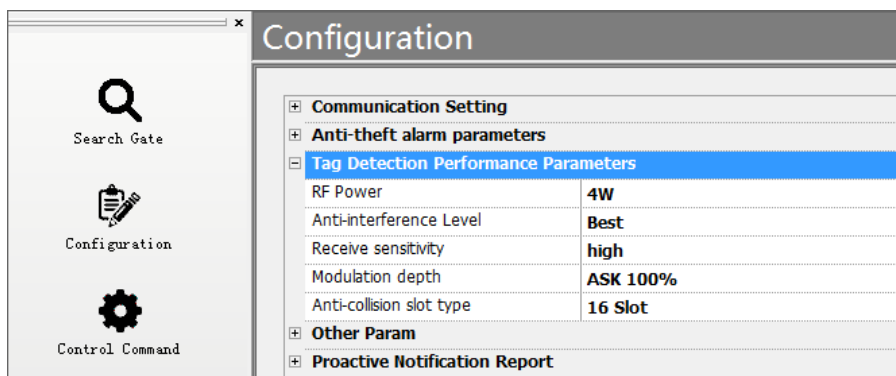 Configuration
Search Gate
Configuration
Control Command
Communication Setting
Anti-theft alarm parameters
Tag Detection Performance Parameters
RF Power 4W
Anti-interference Level Best
Receive sensitivity high
Modulation depth ASK 100%
Anti-collision slot type 16 Slot
Other Param
Proactive Notification Report